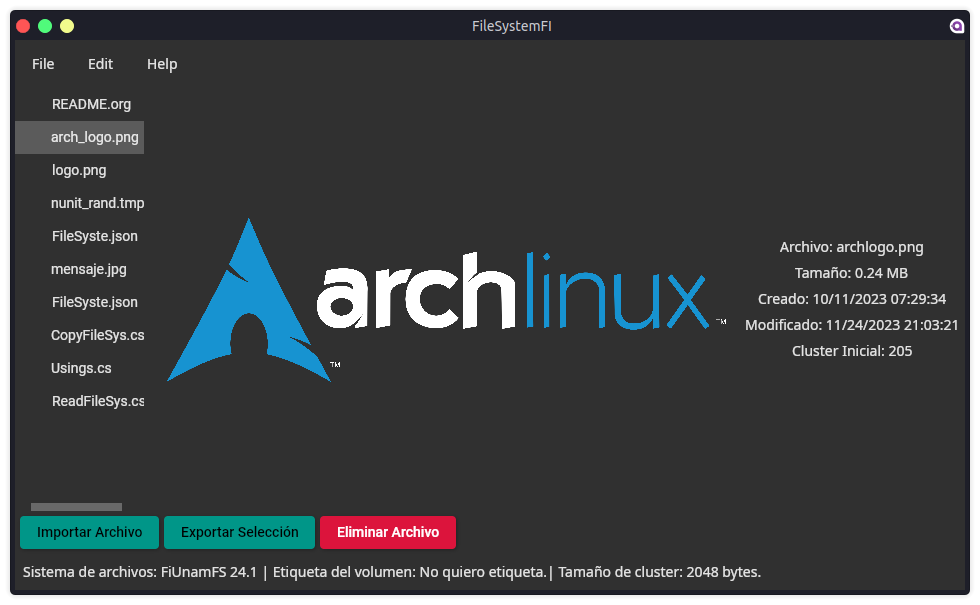 FileSystemFI
File Edit Help
README.org
arch_logo.png
logo.png
nunit_rand.tmp
FileSyste.json
mensaje.jpg
FileSyste.json
CopyFileSys.cs
Usings.cs
ReadFileSys.cs
archlinux™
™
Archivo: archlogo.png
Tamaño: 0.24 MB
Creado: 10/11/2023 07:29:34
Modificado: 11/24/2023 21:03:21
Cluster Inicial: 205
Importar Archivo Exportar Selección Eliminar Archivo
Sistema de archivos: FiUnamFS 24.1 | Etiqueta del volumen: No quiero etiqueta.| Tamaño de cluster: 2048 bytes.